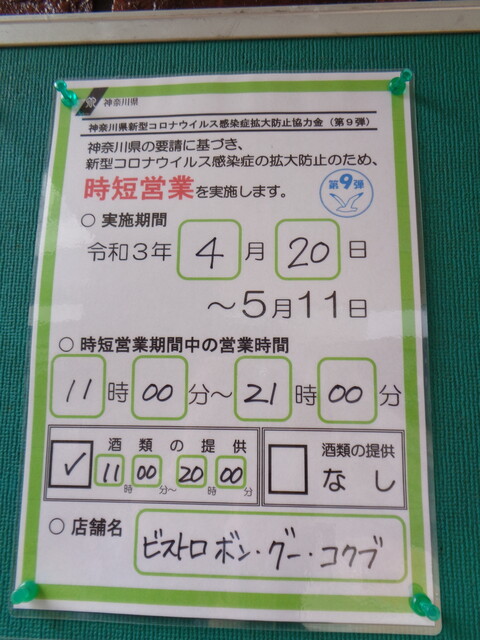 神奈川県
神奈川県新型コロナウイルス感染症拡大防止協力金（第９弾）
神奈川県の要請に基づき、
新型コロナウイルス感染症の拡大防止のため、
時短営業を実施します。
第9弾
○ 実施期間
令和３年 4 月 20 日
～５月11日
○ 時短営業期間中の営業時間
11 時 00 分～ 21 時 00 分
✓ 酒類の提供
11 時 00 分～ 20 時 00 分
酒類の提供
なし
○ 店舗名 ビストロ ボン・グー・コクブ